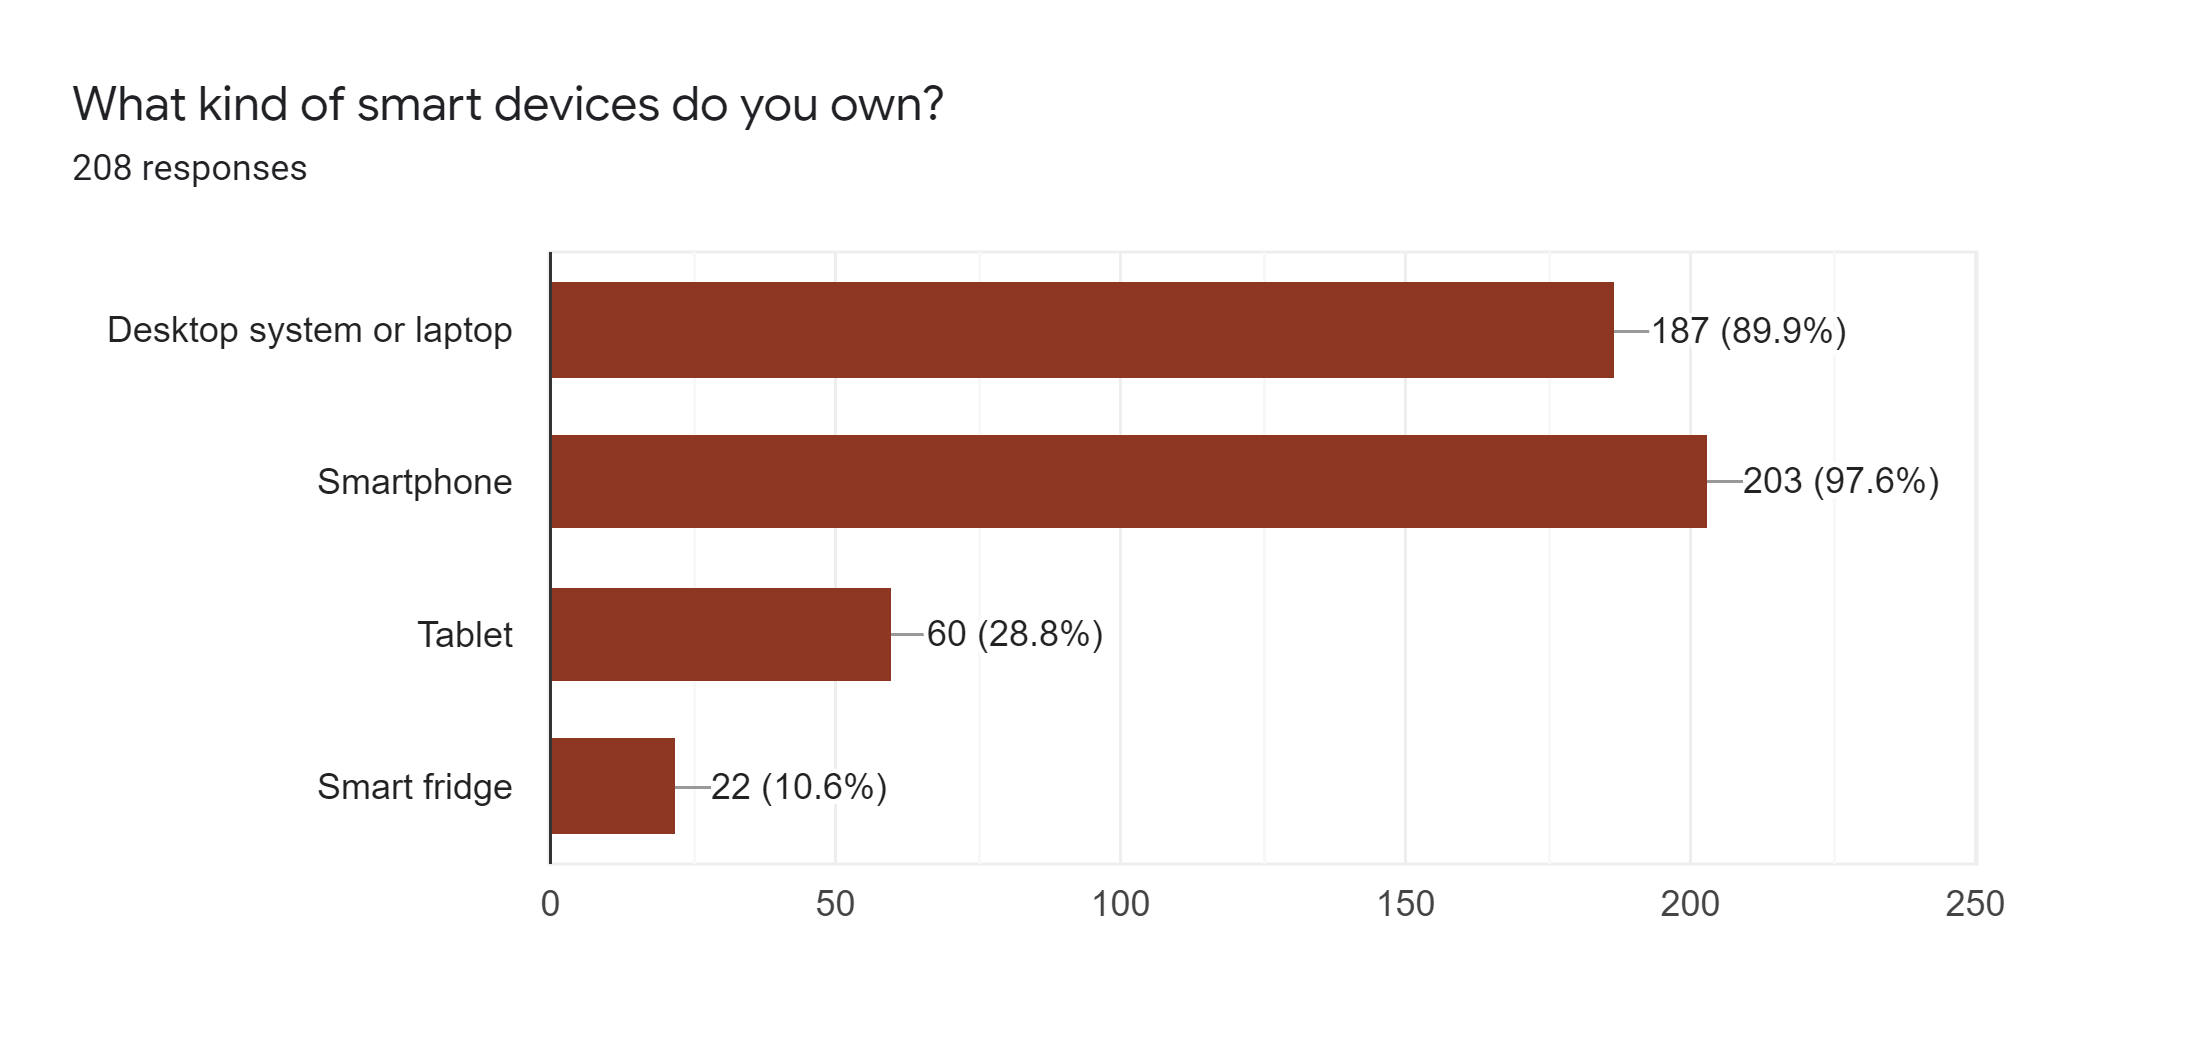 What kind of smart devices do you own?
208 responses
Desktop system or laptop
187 (89.9%)
Smartphone
203 (97.6%)
Tablet
60 (28.8%)
Smart fridge
22 (10.6%)
0 50 100 150 200 250